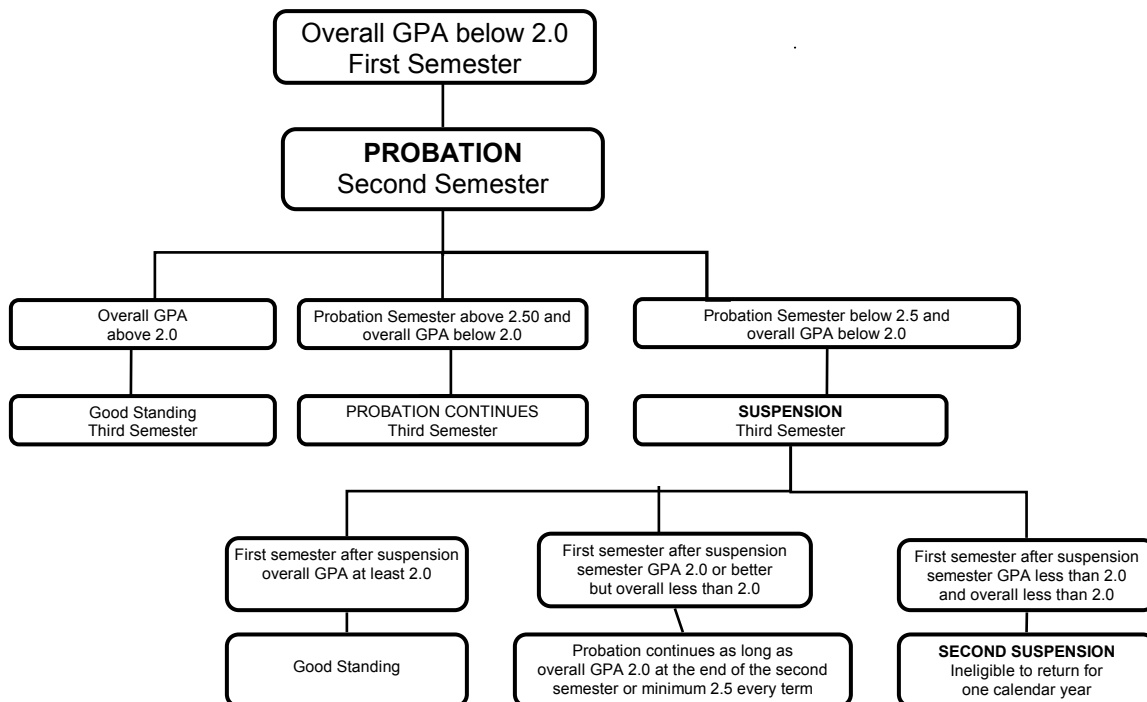 Overall GPA below 2.0
First Semester
PROBATION
Second Semester
Overall GPA
above 2.0
Probation Semester above 2.50 and
overall GPA below 2.0
Probation Semester below 2.5 and
overall GPA below 2.0
Good Standing
Third Semester
PROBATION CONTINUES
Third Semester
SUSPENSION
Third Semester
First semester after suspension
overall GPA at least 2.0
First semester after suspension
semester GPA 2.0 or better
but overall less than 2.0
First semester after suspension
semester GPA less than 2.0
and overall less than 2.0
Good Standing
Probation continues as long as
overall GPA 2.0 at the end of the second
semester or minimum 2.5 every term
SECOND SUSPENSION
Ineligible to return for
one calendar year